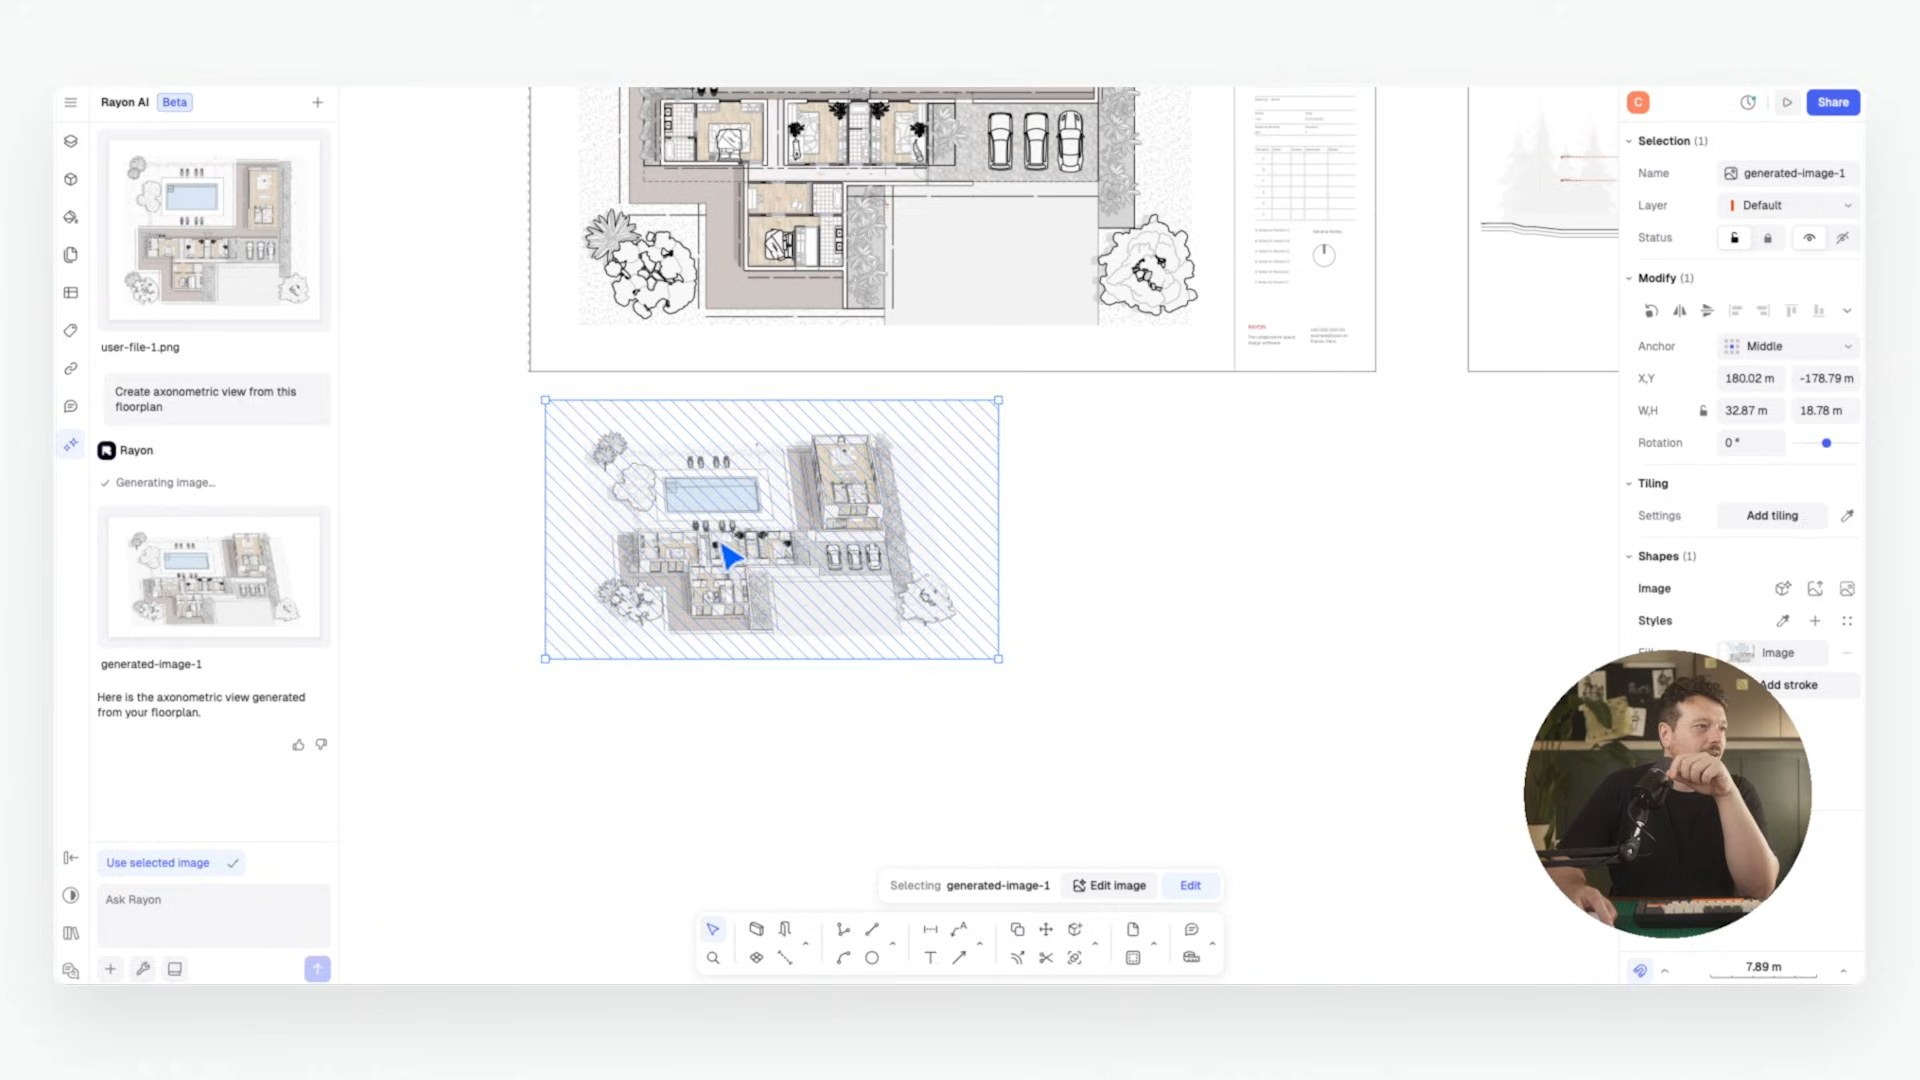 Rayon AI
Beta
user-file-1.png
Create axonometric view from this
floorplan
Rayon
Generating image...
generated-image-1
Here is the axonometric view generated
from your floorplan.
Use selected image
Ask Rayon
RAYON
Selecting generated-image-1
Edit image
Edit
C
Share
Selection (1)
Name
generated-image-1
Layer
Default
Status
Modify (1)
Anchor
Middle
X,Y
180.02 m
-178.79 m
W,H
32.87 m
18.78 m
Rotation
0 °
Tiling
Settings
Add tiling
Shapes (1)
Image
Styles
Image
Add stroke
7.89 m